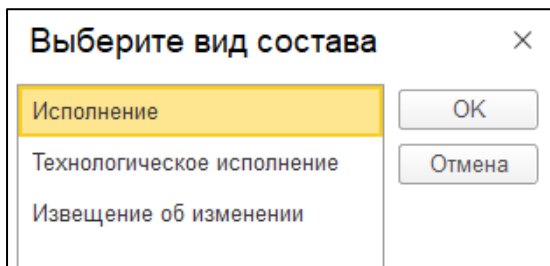 Выберите вид состава
Исполнение
OK
Технологическое исполнение
Отмена
Извещение об изменении